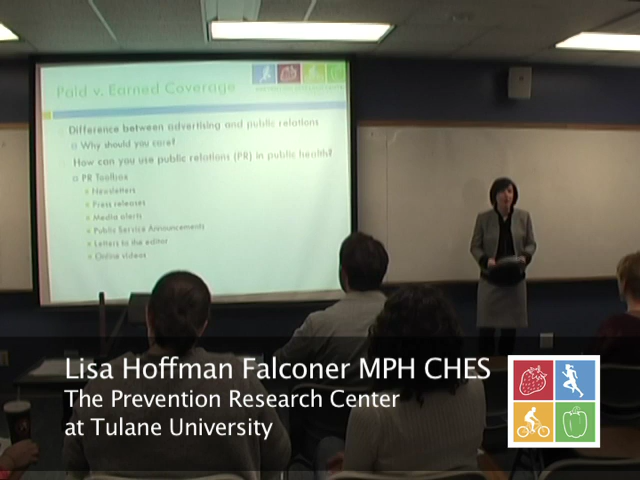 Paid v. Earned Coverage
Difference between advertising and public relations
Why should you care?
How can you use public relations (PR) in public health?
PR Toolbox
Newsletters
Press releases
Media alerts
Public Service Announcements
Letters to the editor
Online videos
Lisa Hoffman Falconer MPH CHES
The Prevention Research Center
at Tulane University